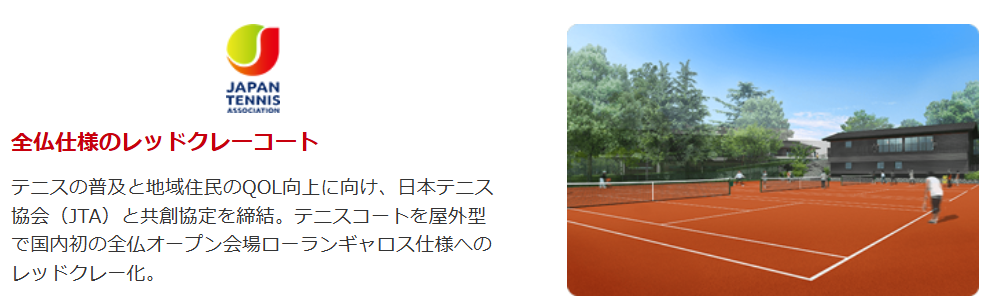 JAPAN
TENNIS
ASSOCIATION
全仏仕様のレッドクレーコート
テニスの普及と地域住民のQOL向上に向け、日本テニス
協会（JTA）と共創協定を締結。テニスコートを屋外型
で国内初の全仏オープン会場ローランギャロス仕様への
レッドクレー化。